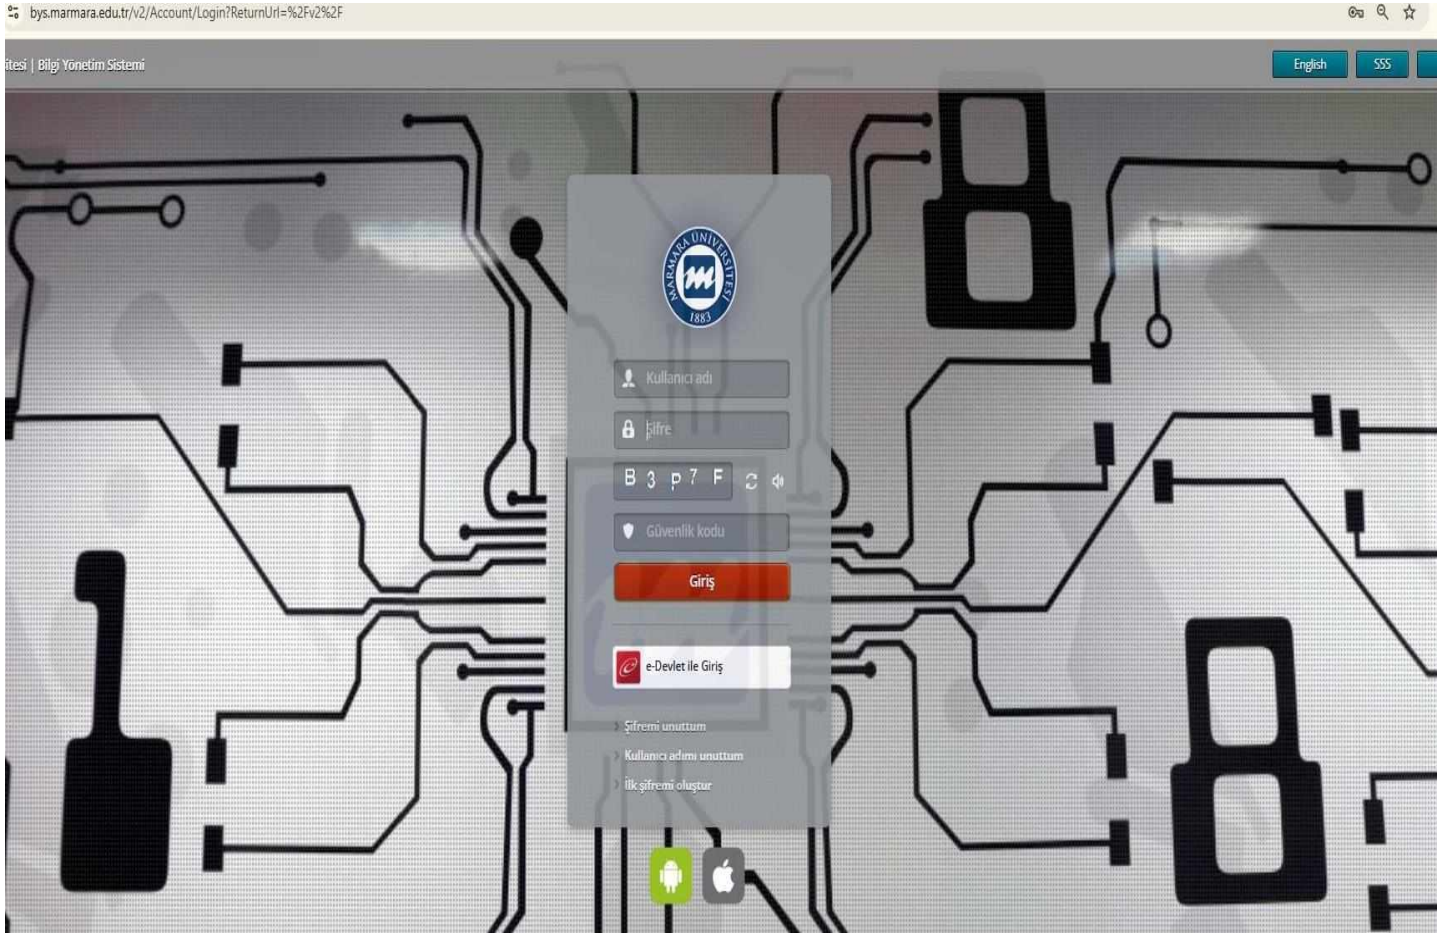 bys.marmara.edu.tr/v2/Account/Login?ReturnUrl=%2Fv2%2F
itesi | Bilgi Yönetim Sistemi
English
SSS
MARMARA ÜNİVERSİTESİ
1883
Kullanıcı adı
Şifre
B 3 P 7 F
Güvenlik kodu
Giriş
e-Devlet ile Giriş
Şifremi unuttum
Kullanıcı adımı unuttum
İlk şifremi oluştur